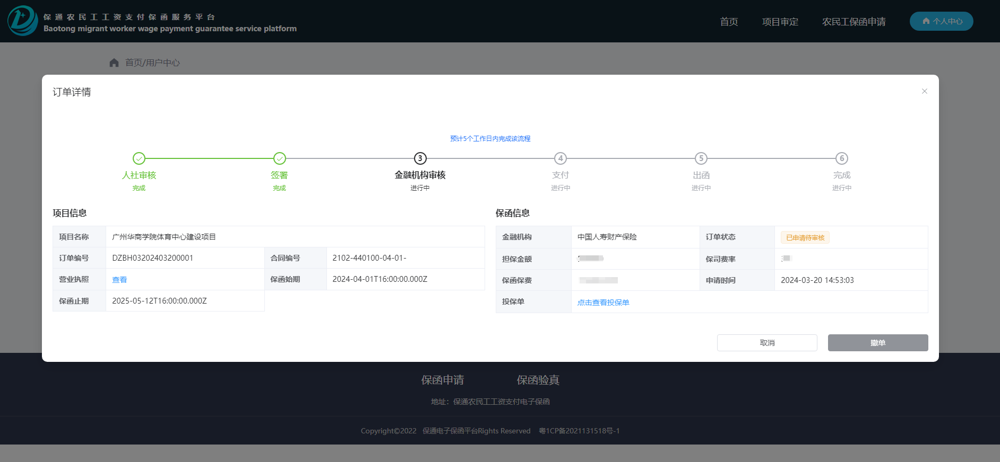 保通农民工工资支付保函服务平台
Baotong migrant worker wage payment guarantee service platform
首页 项目审定 农民工保函申请 个人中心
首页/用户中心
订单详情
预计5个工作日内完成该流程
3 4 5 6
人社审核 签署 金融机构审核 支付 出函 完成
完成 完成 进行中 进行中 进行中 进行中
项目信息
项目名称 广州华商学院体育中心建设项目
订单编号 DZBH03202403200001 合同编号 2102-440100-04-01-
营业执照 查看 保函始期 2024-04-01T16:00:00.000Z
保函止期 2025-05-12T16:00:00.000Z
保函信息
金融机构 中国人寿财产保险 订单状态 已申请待审核
担保金额 保司费率
保函保费 申请时间 2024-03-20 14:53:03
投保单 点击查看投保单
取消 撤单
保函申请 保函验真
地址：保通农民工工资支付电子保函
Copyright©2022 保通电子保函平台Rights Reserved 粤1CP备2021131518号-1